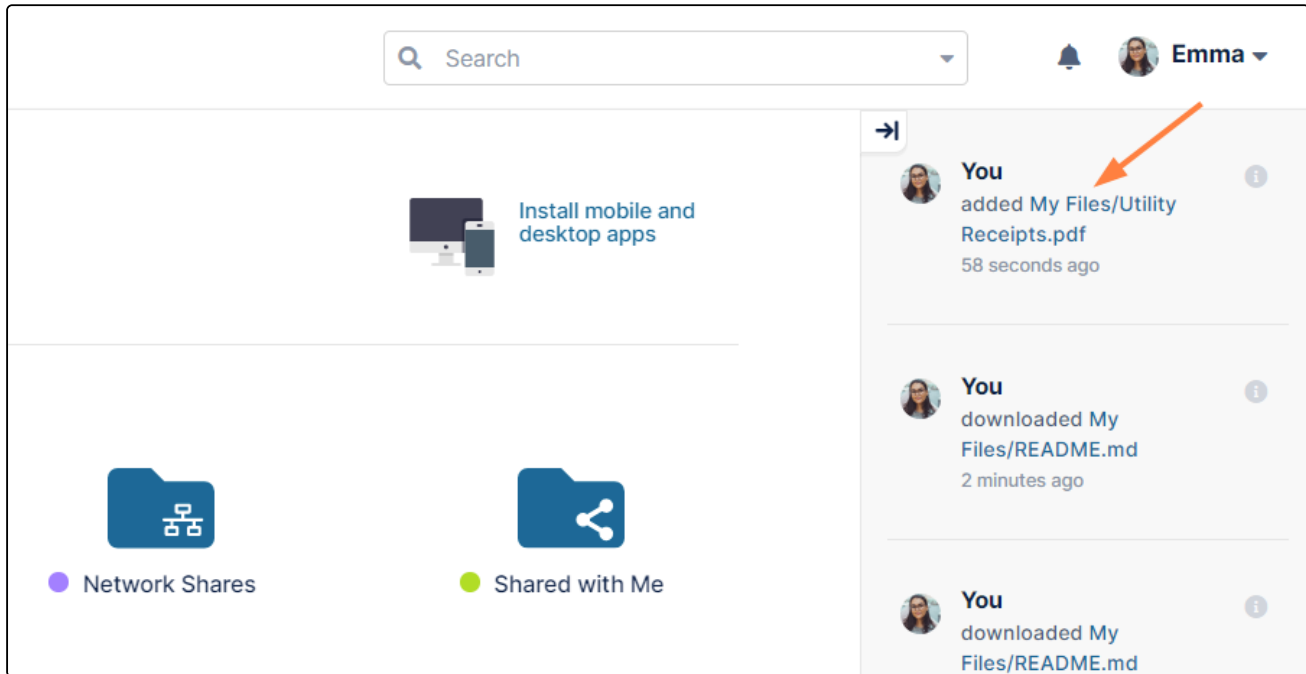 Search
Emma
Install mobile and
desktop apps
Network Shares
Shared with Me
You
added My Files/Utility
Receipts.pdf
58 seconds ago
You
downloaded My
Files/README.md
2 minutes ago
You
downloaded My
Files/README.md